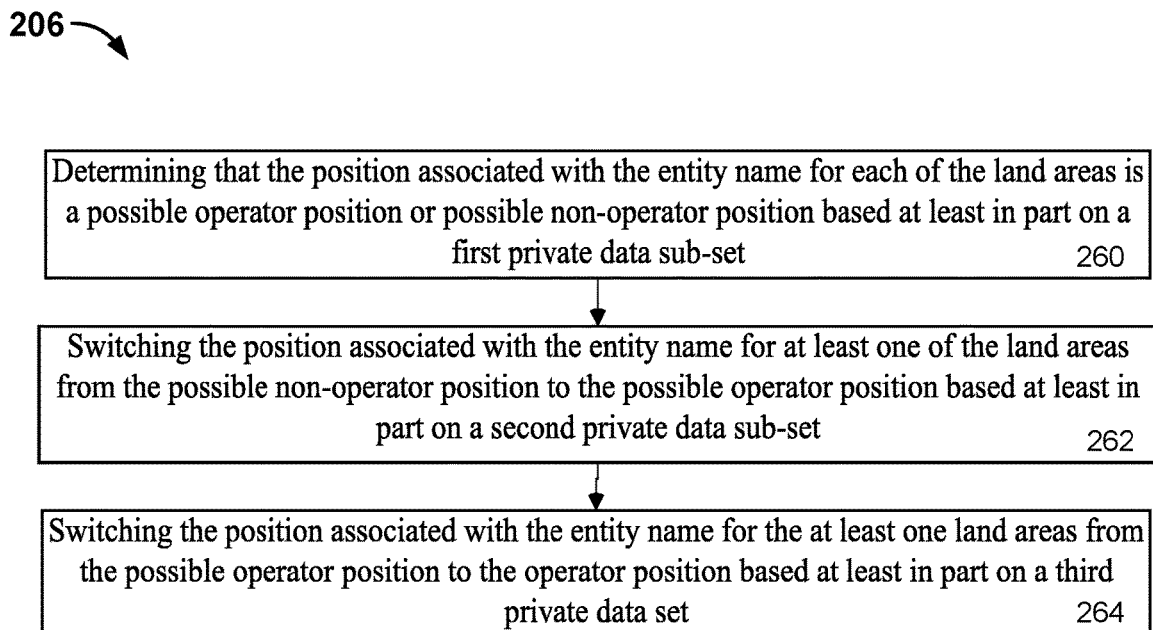 206
Determining that the position associated with the entity name for each of the land areas is
a possible operator position or possible non-operator position based at least in part on a
first private data sub-set 260
Switching the position associated with the entity name for at least one of the land areas
from the possible non-operator position to the possible operator position based at least in
part on a second private data sub-set 262
Switching the position associated with the entity name for the at least one land areas from
the possible operator position to the operator position based at least in part on a third
private data set 264